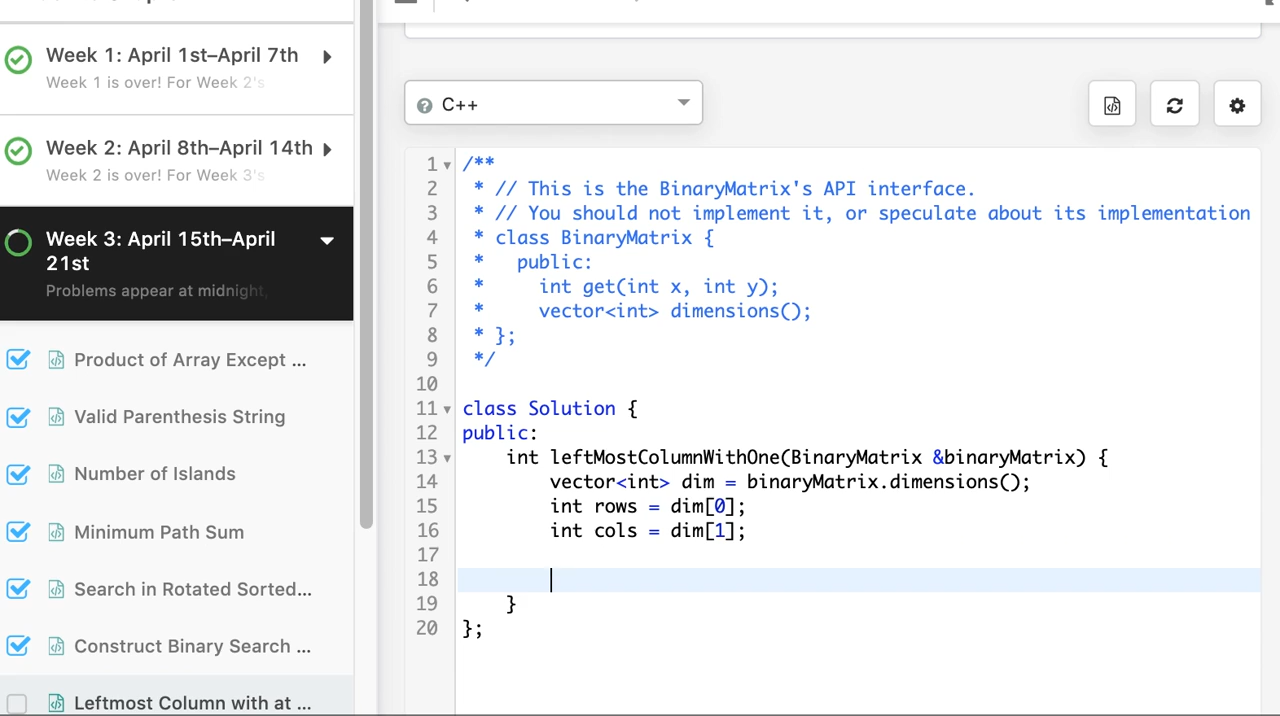 Week 1: April 1st–April 7th
Week 1 is over! For Week 2's
Week 2: April 8th–April 14th
Week 2 is over! For Week 3's
Week 3: April 15th–April
21st
Problems appear at midnight,
Product of Array Except ...
Valid Parenthesis String
Number of Islands
Minimum Path Sum
Search in Rotated Sorted...
Construct Binary Search ...
Leftmost Column with at ...
? C++
1 /**
2  * // This is the BinaryMatrix's API interface.
3  * // You should not implement it, or speculate about its implementation
4  * class BinaryMatrix {
5  *   public:
6  *     int get(int x, int y);
7  *     vector<int> dimensions();
8  * };
9  */
10
11 class Solution {
12 public:
13     int leftMostColumnWithOne(BinaryMatrix &binaryMatrix) {
14         vector<int> dim = binaryMatrix.dimensions();
15         int rows = dim[0];
16         int cols = dim[1];
17
18
19     }
20 };